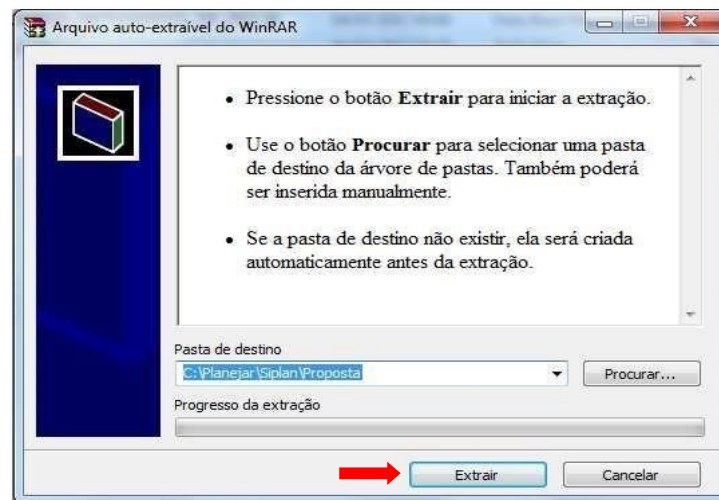 Arquivo auto-extraível do WinRAR
• Pressione o botão Extrair para iniciar a extração.
• Use o botão Procurar para selecionar uma pasta
de destino da árvore de pastas. Também poderá
ser inserida manualmente.
• Se a pasta de destino não existir, ela será criada
automaticamente antes da extração.
Pasta de destino
C:\Planejar\Siplan\Proposta
Procurar...
Progresso da extração
Extrair
Cancelar